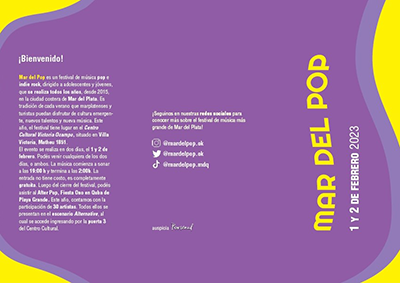 ¡Bienvenido!
Mar del Pop es un festival de música pop e
indie rock, dirigido a adolescentes y jóvenes,
que se realiza todos los años, desde 2015,
en la ciudad costera de Mar del Plata. Es
tradición de cada verano que marplatenses y
turistas puedan disfrutar de cultura emergen-
te, nuevos talentos y nueva música. Este
año, el festival tiene lugar en el Centro
Cultural Victoria Ocampo, situado en Villa
Victoria, Matheu 1851.
El evento se realiza en dos días, el 1 y 2 de
febrero. Podés venir cualquiera de los dos
días, o ambos. La música comienza a sonar
a las 19:00 h y termina a las 2:00h. La
entrada no tiene costo, es completamente
gratuita. Luego del cierre del festival, podés
asistir al After Pop, Fiesta One en Quba de
Playa Grande. Este año, contamos con la
participación de 30 artistas. Todos ellos se
presentan en el escenario Alternative, al
cual se accede ingresando por la puerta 3
del Centro Cultural.
¡Seguinos en nuestras redes sociales para
conocer más sobre el festival de música más
grande de Mar del Plata!
@mardelpop.ok
@mardelpop.ok
@mardelpop.mdq
auspicia
MAR DEL POP
1 Y 2 DE FEBRERO 2023